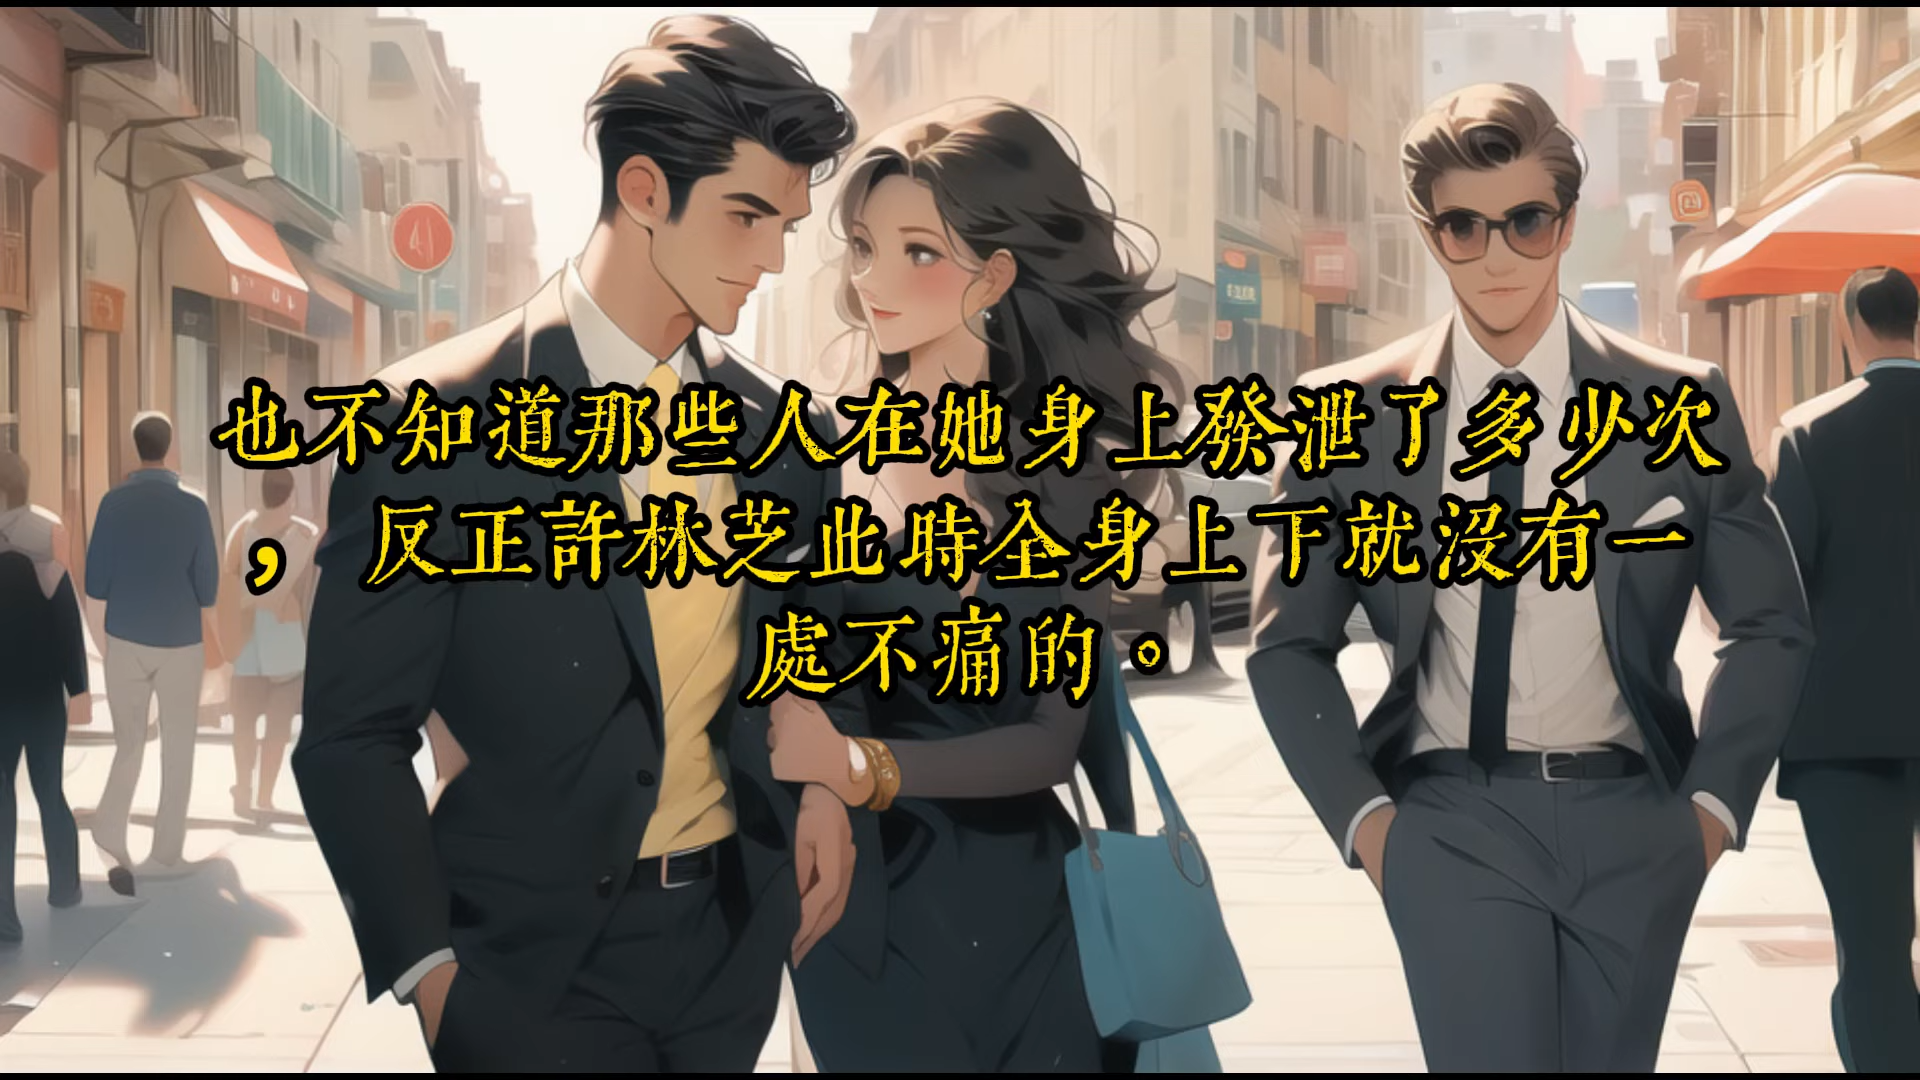 也不知道那些人在她身上發泄了多少次
，反正許林芝此時全身上下就沒有一
處不痛的。